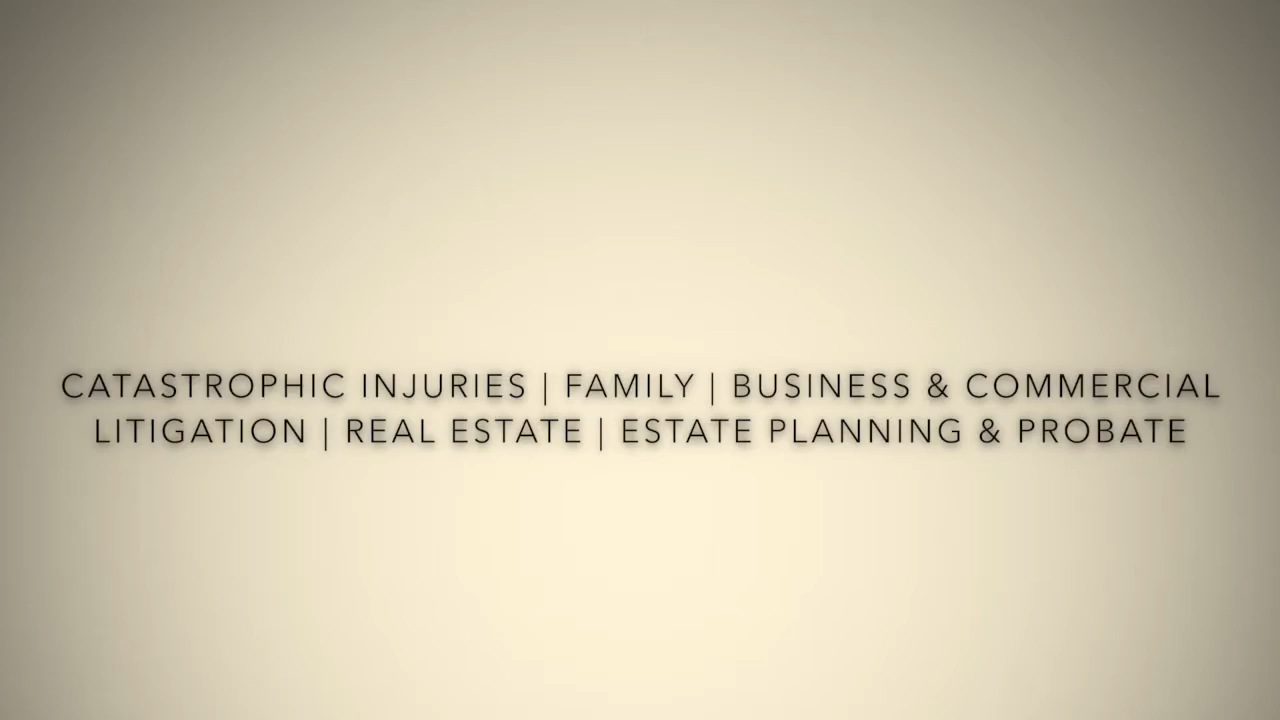 CATASTROPHIC INJURIES | FAMILY | BUSINESS & COMMERCIAL
LITIGATION | REAL ESTATE | ESTATE PLANNING & PROBATE